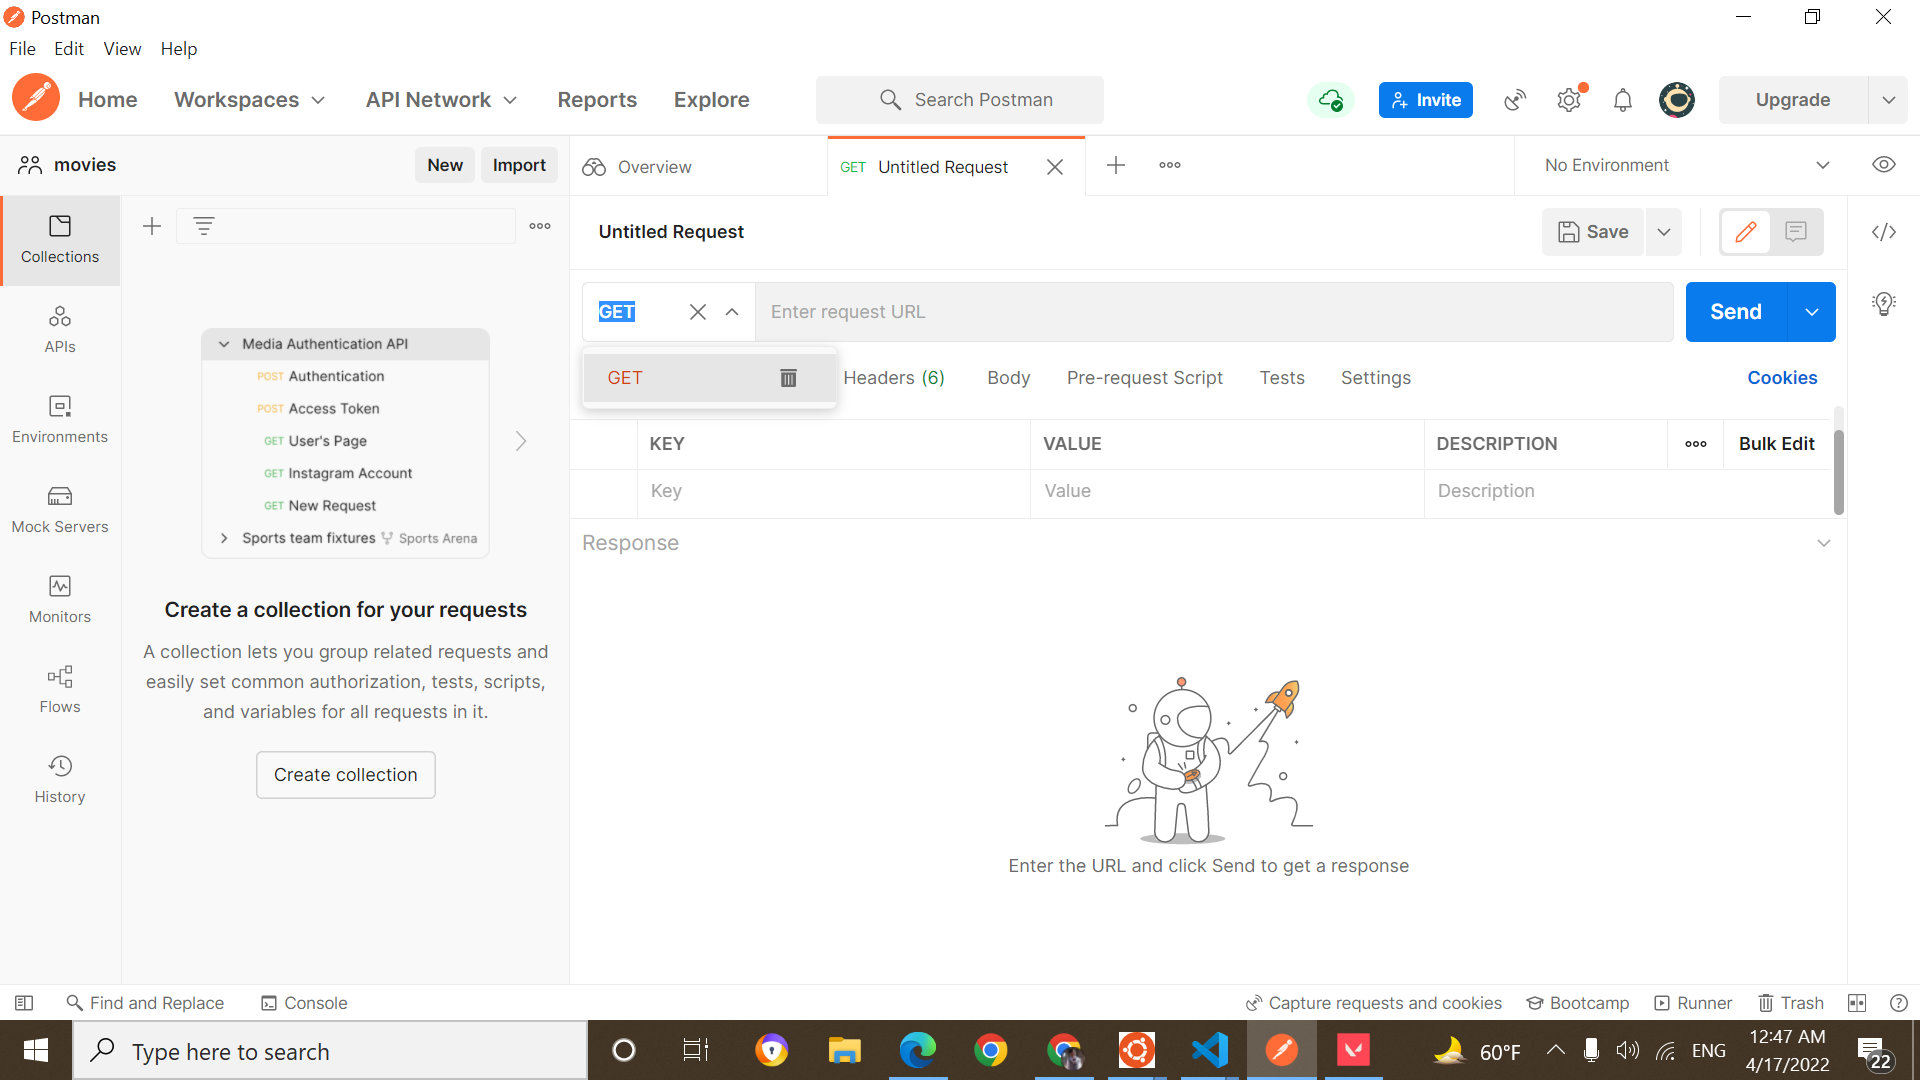 Postman
File Edit View Help
Home Workspaces API Network Reports Explore Search Postman Invite Upgrade
movies New Import Overview GET Untitled Request No Environment
Collections
APIs
Environments
Mock Servers
Monitors
Flows
History
Media Authentication API
POST Authentication
POST Access Token
GET User's Page
GET Instagram Account
GET New Request
Sports team fixtures Sports Arena
Create a collection for your requests
A collection lets you group related requests and
easily set common authorization, tests, scripts,
and variables for all requests in it.
Create collection
Untitled Request Save
GET Enter request URL Send
GET Headers (6) Body Pre-request Script Tests Settings Cookies
KEY VALUE DESCRIPTION Bulk Edit
Key Value Description
Response
Enter the URL and click Send to get a response
Find and Replace Console Capture requests and cookies Bootcamp Runner Trash
Type here to search 60°F ENG 12:47 AM
4/17/2022 22